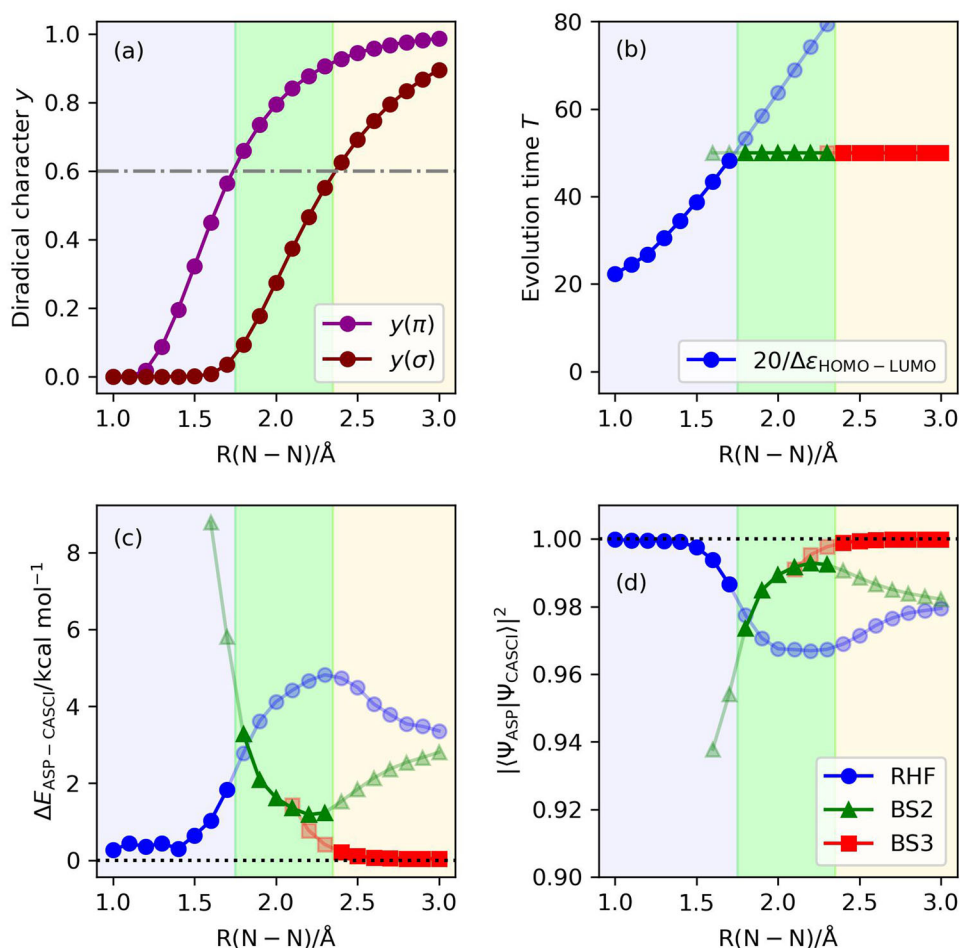 (a)
Diradical character y
1.0
0.8
0.6
0.4
0.2
0.0
y(π)
y(σ)
1.0 1.5 2.0 2.5 3.0
R(N − N)/Å
(b)
Evolution time T
80
60
40
20
0
20/Δε_HOMO−LUMO
1.0 1.5 2.0 2.5 3.0
R(N − N)/Å
(c)
ΔE_ASP−CASCI/kcal mol⁻¹
8
6
4
2
0
1.0 1.5 2.0 2.5 3.0
R(N − N)/Å
(d)
|⟨Ψ_ASP|Ψ_CASCI⟩|²
1.00
0.98
0.96
0.94
0.92
0.90
RHF
BS2
BS3
1.0 1.5 2.0 2.5 3.0
R(N − N)/Å